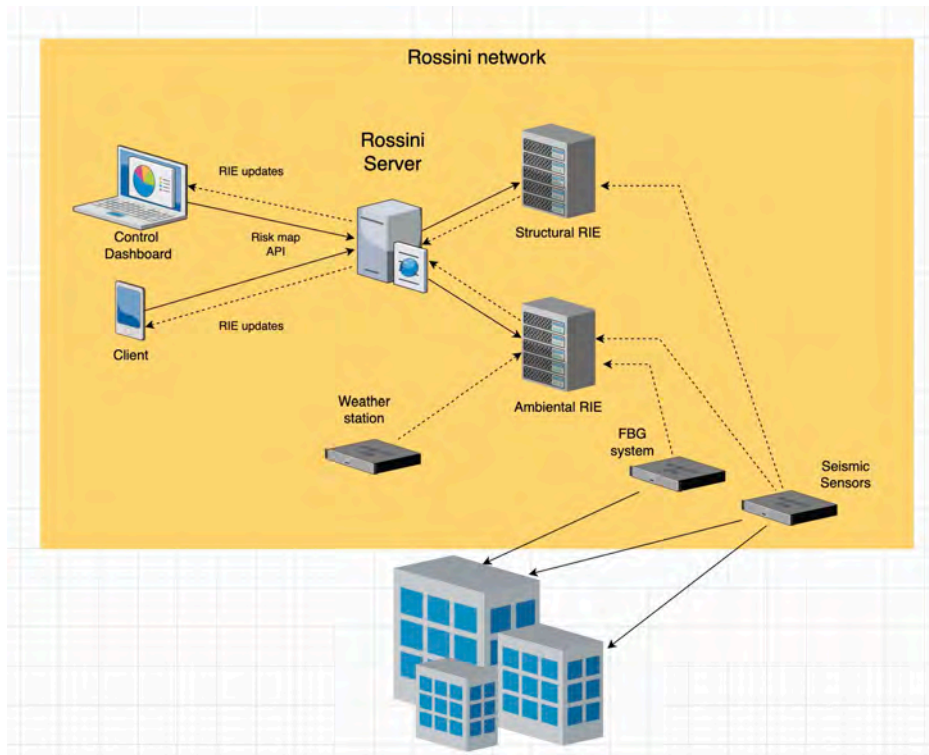 Rossini network
Rossini
Server
RIE updates
Control
Dashboard
Risk map
API
Structural RIE
Client
RIE updates
Weather
station
Ambiental RIE
FBG
system
Seismic
Sensors